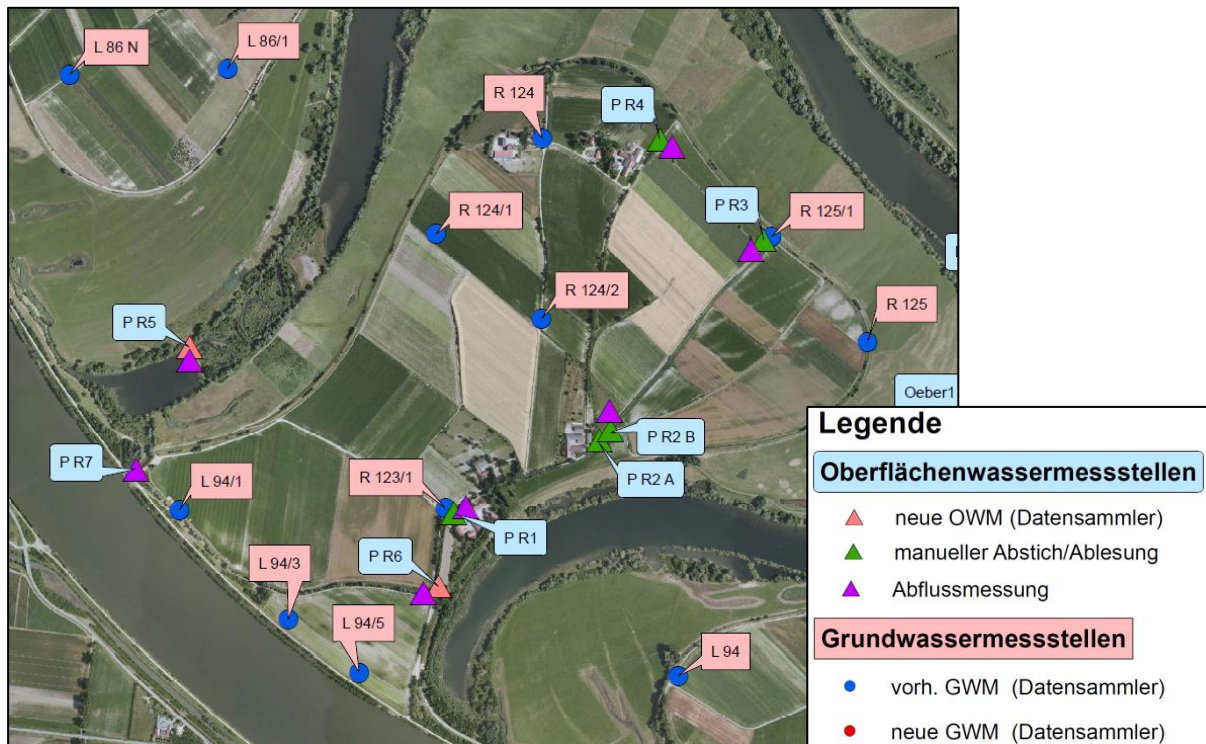 L 86 N
L 86/1
R 124
P R4
R 124/1
P R3
R 125/1
R 124/2
R 125
P R5
Oeber1
P R2 B
P R2 A
P R7
L 94/1
R 123/1
P R1
P R6
L 94/3
L 94/5
L 94
Legende
Oberflächenwassermessstellen
neue OWM (Datensammler)
manueller Abstich/Ablesung
Abflussmessung
Grundwassermessstellen
vorh. GWM (Datensammler)
neue GWM (Datensammler)